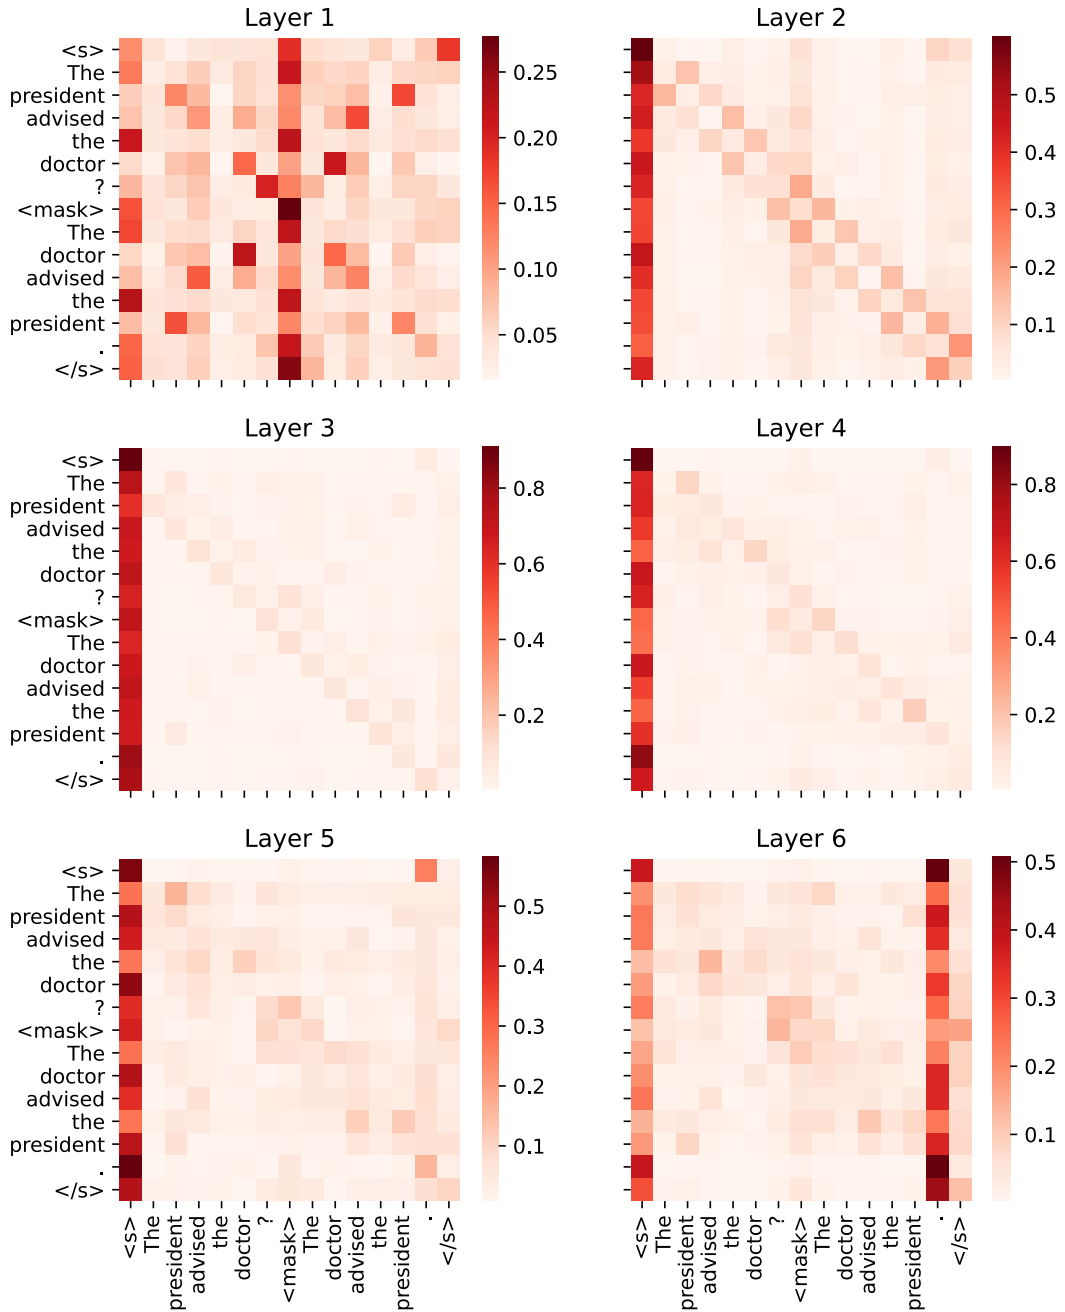 Layer 1
Layer 2
<s>
The
president
advised
the
doctor
?
<mask>
The
doctor
advised
the
president
.
</s>
0.25
0.20
0.15
0.10
0.05
0.5
0.4
0.3
0.2
0.1
Layer 3
Layer 4
<s>
The
president
advised
the
doctor
?
<mask>
The
doctor
advised
the
president
.
</s>
0.8
0.6
0.4
0.2
0.8
0.6
0.4
0.2
Layer 5
Layer 6
<s>
The
president
advised
the
doctor
?
<mask>
The
doctor
advised
the
president
.
</s>
0.5
0.4
0.3
0.2
0.1
0.5
0.4
0.3
0.2
0.1
<s>
The
president
advised
the
doctor
?
<mask>
The
doctor
advised
the
president
.
</s>
<s>
The
president
advised
the
doctor
?
<mask>
The
doctor
advised
the
president
.
</s>